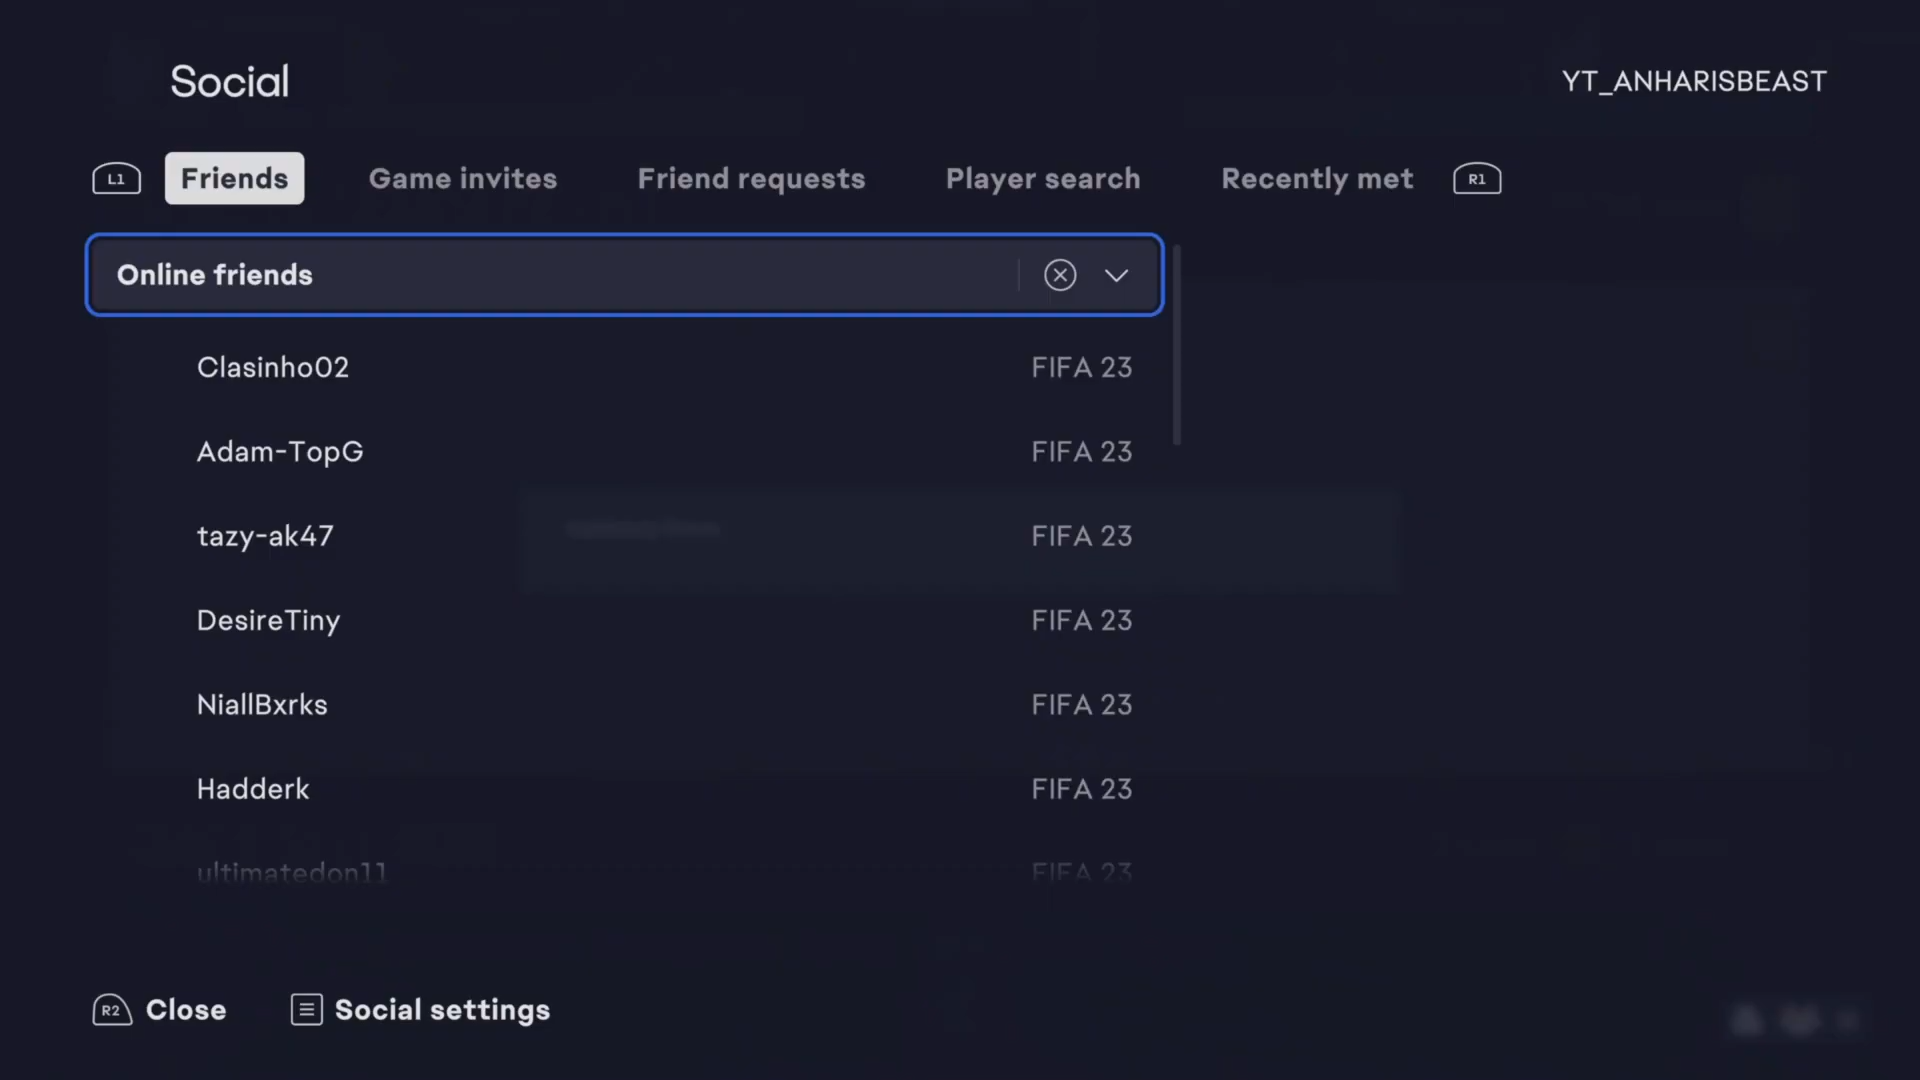 Social
YT_ANHARISBEAST
L1 Friends Game invites Friend requests Player search Recently met R1
Online friends
Clasinho02 FIFA 23
Adam-TopG FIFA 23
tazy-ak47 FIFA 23
DesireTiny FIFA 23
NiallBxrks FIFA 23
Hadderk FIFA 23
ultimatedon11 FIFA 23
R2 Close Social settings